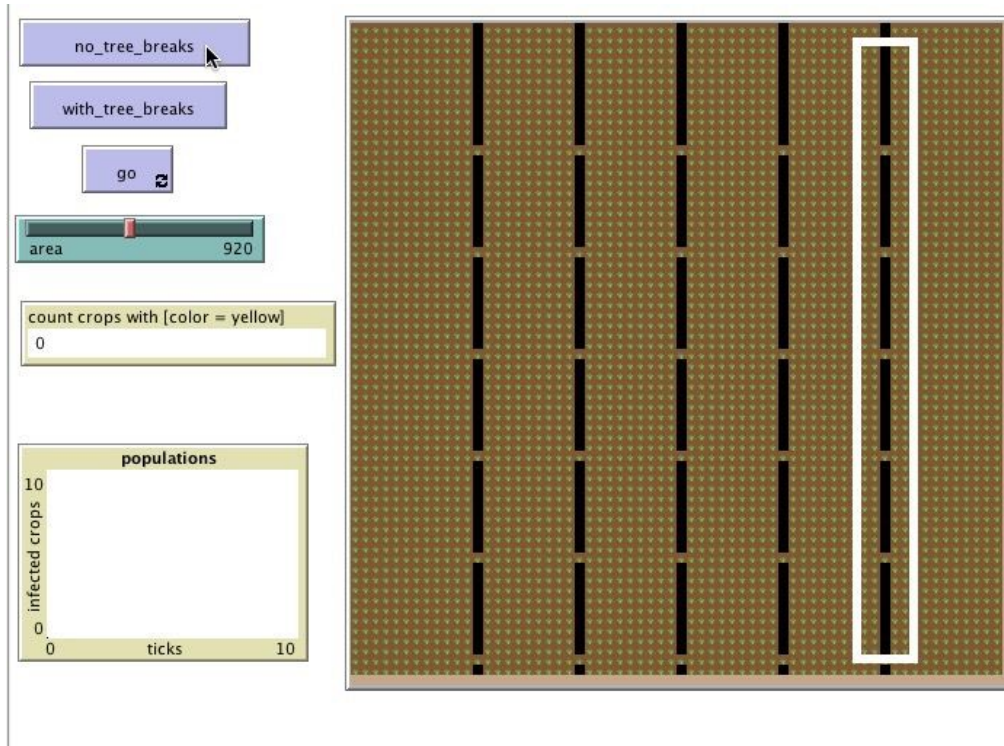 no_tree_breaks
with_tree_breaks
go
area 920
count crops with [color = yellow]
0
populations
10
infected crops
0
0 ticks 10